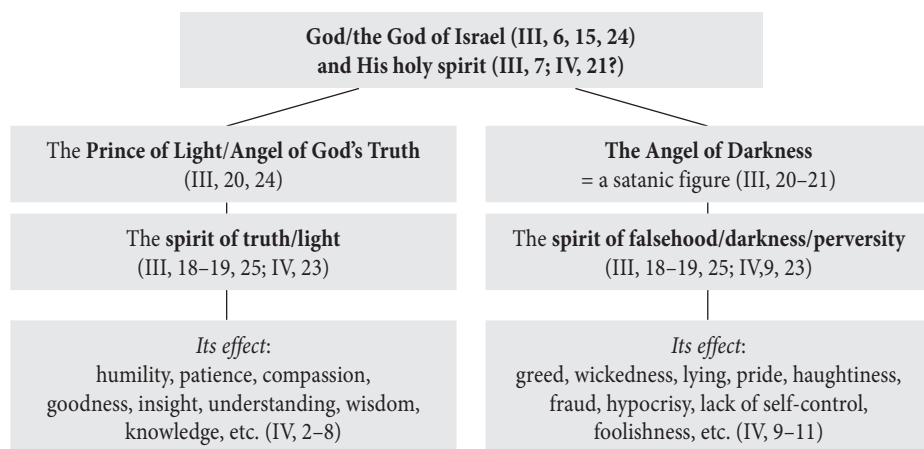 God/the God of Israel (III, 6, 15, 24)
and His holy spirit (III, 7; IV, 21?)
The Prince of Light/Angel of God's Truth
(III, 20, 24)
The Angel of Darkness
= a satanic figure (III, 20–21)
The spirit of truth/light
(III, 18–19, 25; IV, 23)
The spirit of falsehood/darkness/perversity
(III, 18–19, 25; IV,9, 23)
Its effect:
humility, patience, compassion,
goodness, insight, understanding, wisdom,
knowledge, etc. (IV, 2–8)
Its effect:
greed, wickedness, lying, pride, haughtiness,
fraud, hypocrisy, lack of self-control,
foolishness, etc. (IV, 9–11)